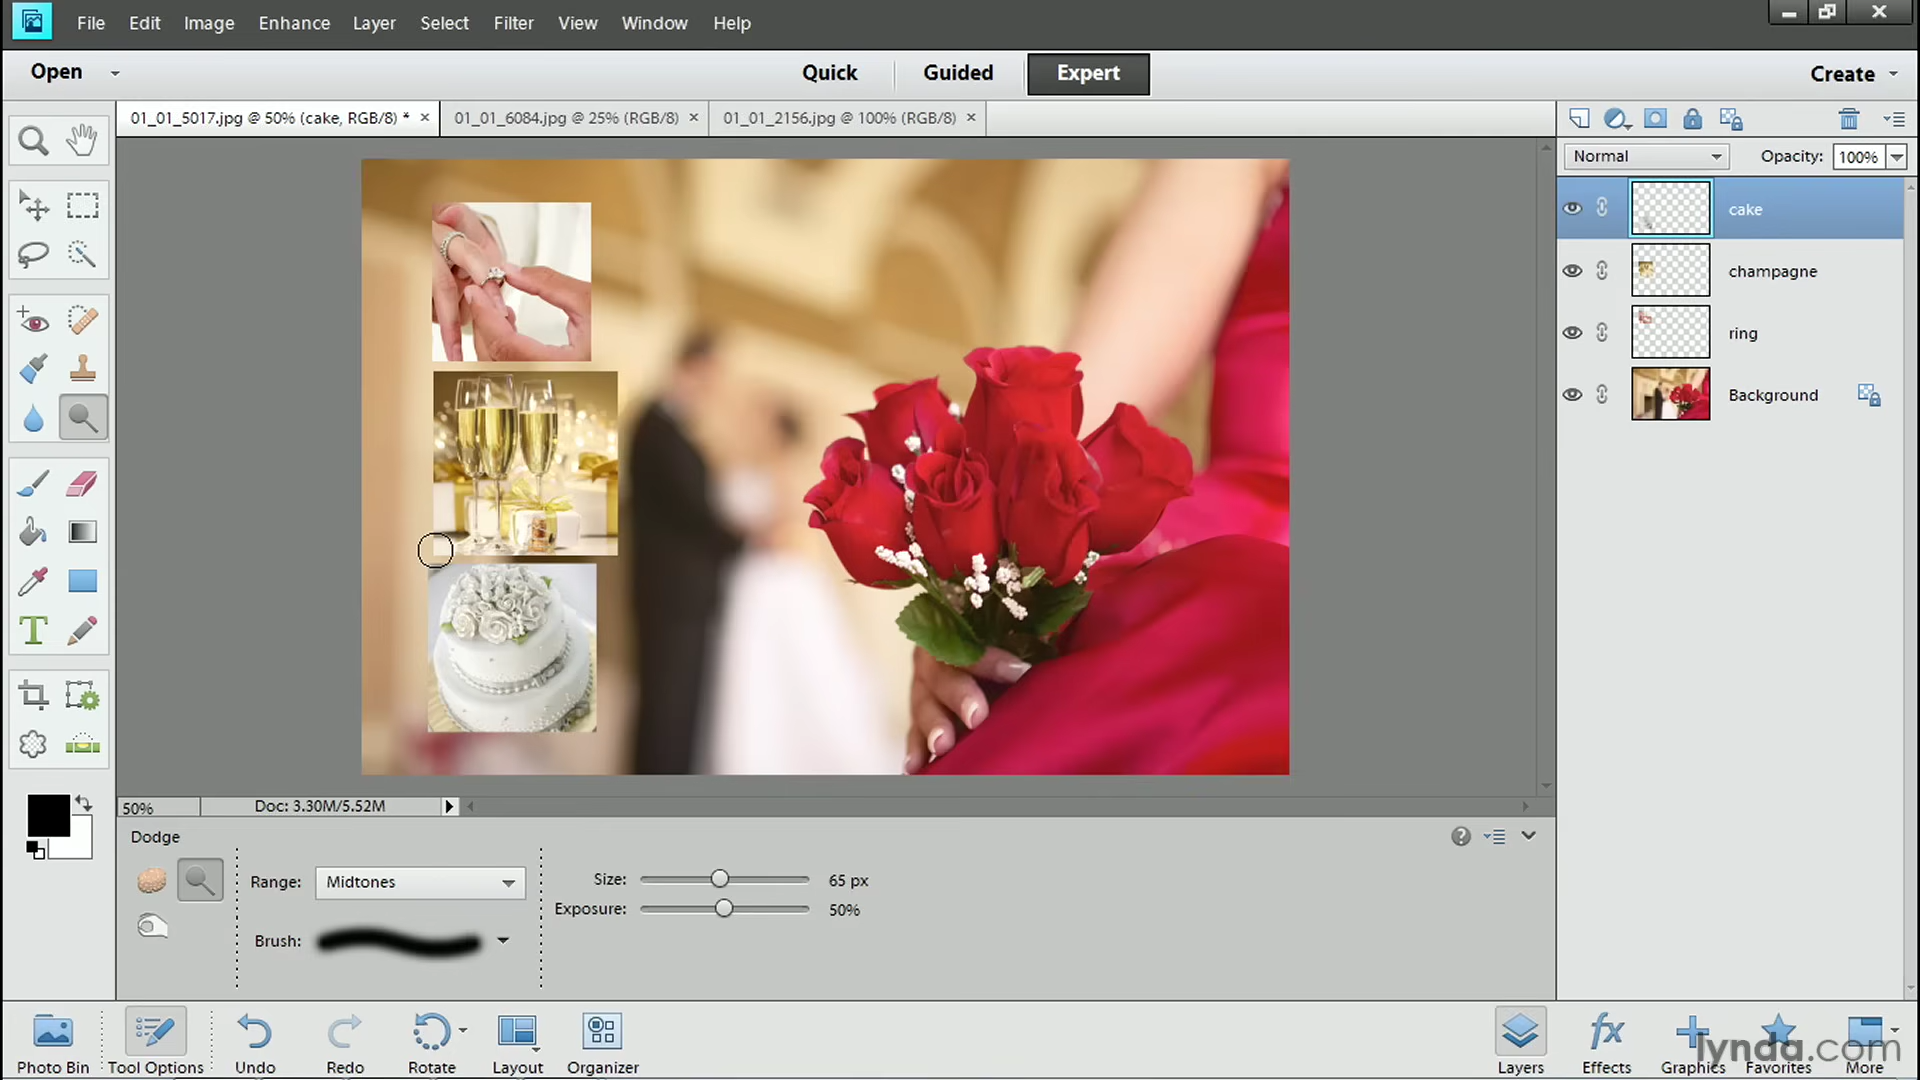 File Edit Image Enhance Layer Select Filter View Window Help
Open Quick Guided Expert Create
01_01_5017.jpg @ 50% (cake, RGB/8) * × 01_01_6084.jpg @ 25% (RGB/8) × 01_01_2156.jpg @ 100% (RGB/8) ×
Normal Opacity: 100%
cake
champagne
ring
Background
T
50% Doc: 3.30M/5.52M
Dodge
Range: Midtones
Brush:
Size: 65 px
Exposure: 50%
Photo Bin Tool Options Undo Redo Rotate Layout Organizer
Layers Effects Graphics Favorites More
fx
lynda.com